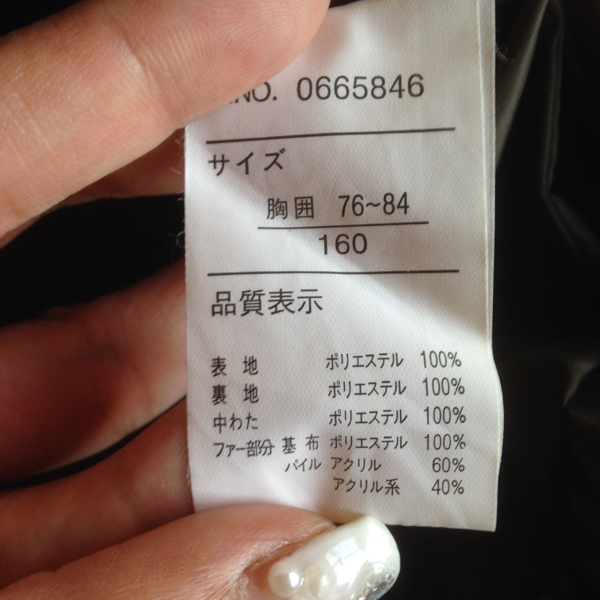 NO. 0665846
サイズ
胸囲 76~84
160
品質表示
表 地 ポリエステル 100%
裏 地 ポリエステル 100%
中わた ポリエステル 100%
ファー部分 基 布 ポリエステル 100%
パイル アクリル 60%
アクリル系 40%